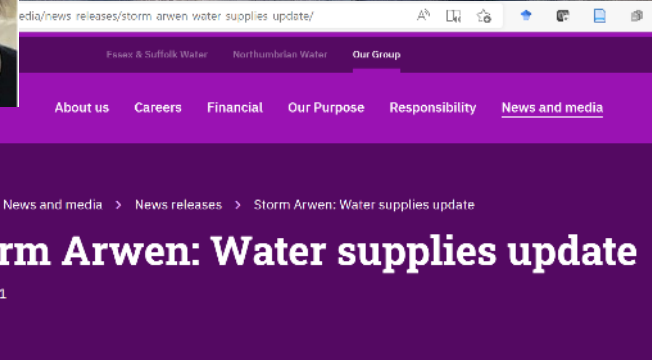 edia/news-releases/storm-arwen-water-supplies-update/
Essex & Suffolk Water Northumbrian Water Our Group
About us Careers Financial Our Purpose Responsibility News and media
News and media > News releases > Storm Arwen: Water supplies update
rm Arwen: Water supplies update
1